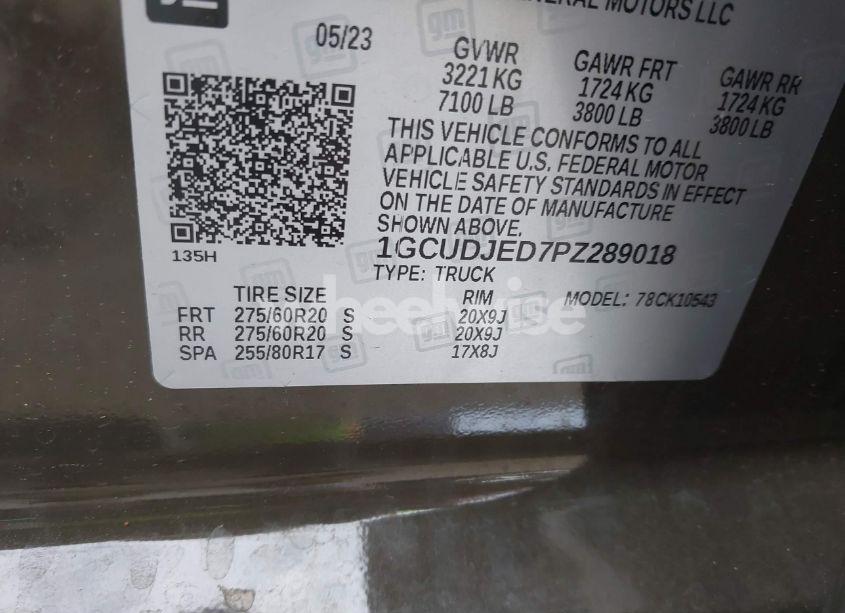 GENERAL MOTORS LLC
05/23
GVWR
3221 KG
7100 LB
GAWR FRT
1724 KG
3800 LB
GAWR RR
1724 KG
3800 LB
THIS VEHICLE CONFORMS TO ALL
APPLICABLE U.S. FEDERAL MOTOR
VEHICLE SAFETY STANDARDS IN EFFECT
ON THE DATE OF MANUFACTURE
SHOWN ABOVE.
135H
1GCUDJED7PZ289018
TYPE: TRUCK
MODEL: 78CK10543
TIRE SIZE RIM
FRT 275/60R20 S 20X9J
RR 275/60R20 S 20X9J
SPA 255/80R17 S 17X8J